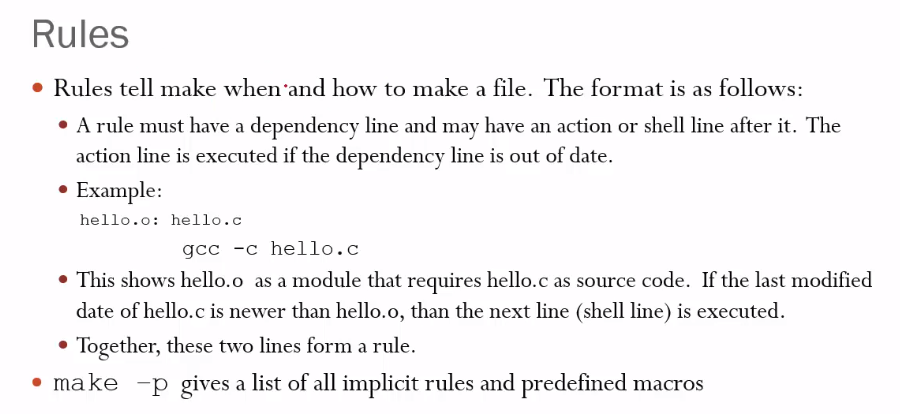 Rules
• Rules tell make when and how to make a file. The format is as follows:
• A rule must have a dependency line and may have an action or shell line after it. The
action line is executed if the dependency line is out of date.
• Example:
hello.o: hello.c
gcc -c hello.c
• This shows hello.o as a module that requires hello.c as source code. If the last modified
date of hello.c is newer than hello.o, than the next line (shell line) is executed.
• Together, these two lines form a rule.
• make –p gives a list of all implicit rules and predefined macros